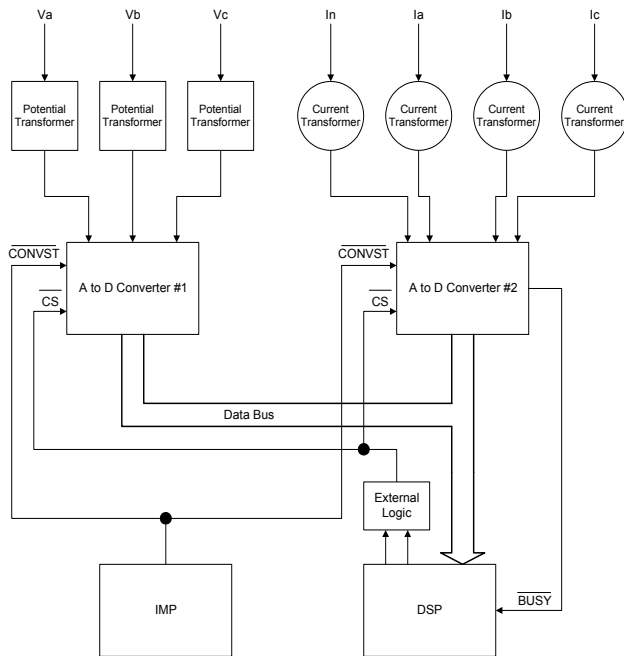 Va
Vb
Vc
In
Ia
Ib
Ic
Potential
Transformer
Potential
Transformer
Potential
Transformer
Current
Transformer
Current
Transformer
Current
Transformer
Current
Transformer
CONVST
CS
A to D Converter #1
CONVST
CS
A to D Converter #2
Data Bus
External
Logic
IMP
DSP
BUSY